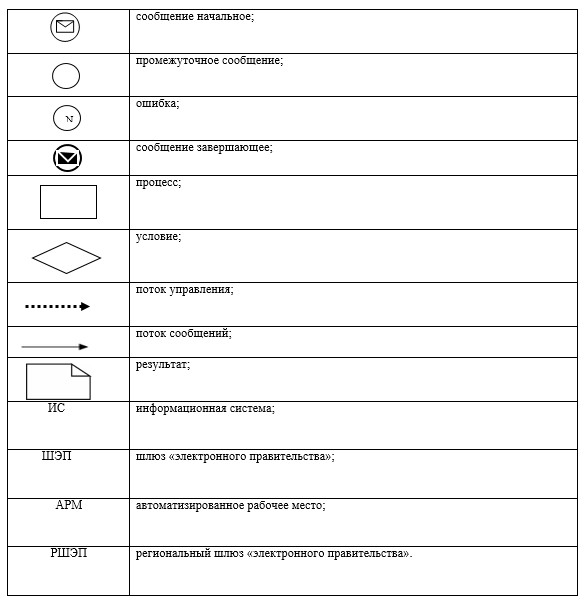 сообщение начальное;
промежуточное сообщение;
N
ошибка;
сообщение завершающее;
процесс;
условие;
поток управления;
поток сообщений;
результат;
ИС
информационная система;
ШЭП
шлюз «электронного правительства»;
АРМ
автоматизированное рабочее место;
РШЭП
региональный шлюз «электронного правительства».